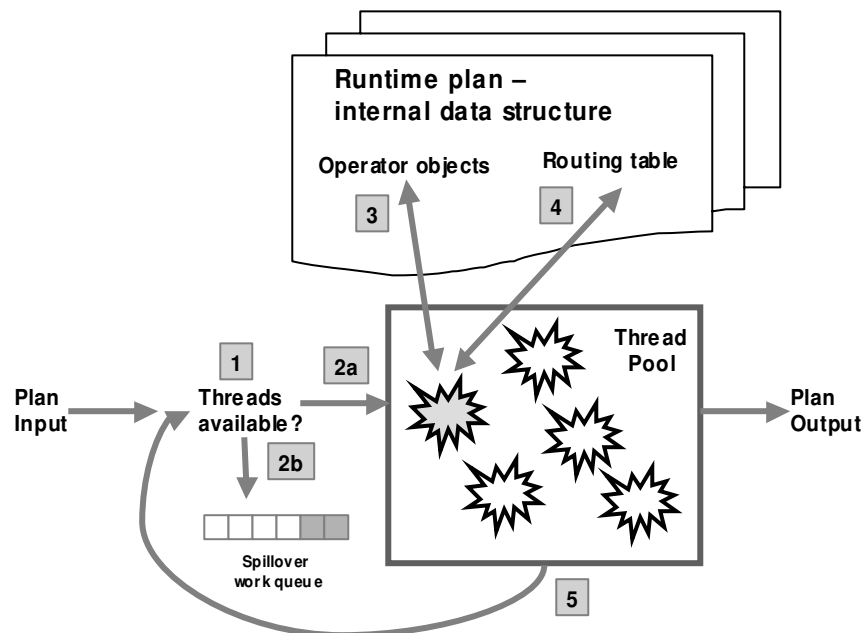 Runtime plan –
internal data structure
Operator objects
Routing table
3
4
1
2a
Thread
Pool
Plan
Input
Threads
available?
Plan
Output
2b
Spillover
work queue
5